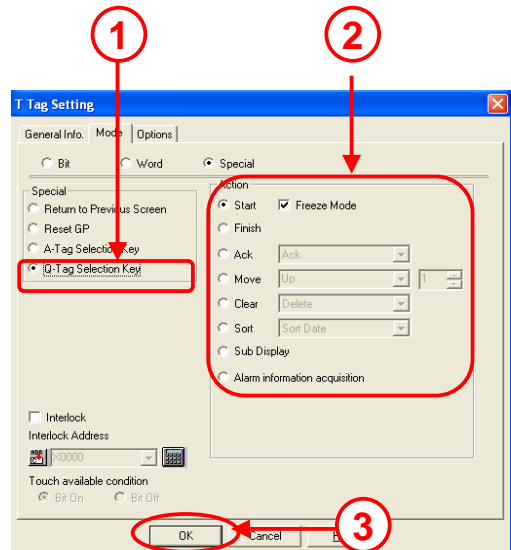 1 2
T Tag Setting
General Info. Mode Options
Bit Word Special
Special Action
Return to Previous Screen Start Freeze Mode
Reset GP Finish
A-Tag Selection Key Ack Ack
Q-Tag Selection Key Move Up 1
Clear Delete
Sort Sort Date
Sub Display
Alarm information acquisition
Interlock
Interlock Address
X0000
Touch available condition
Bit On Bit Off
OK Cancel 3